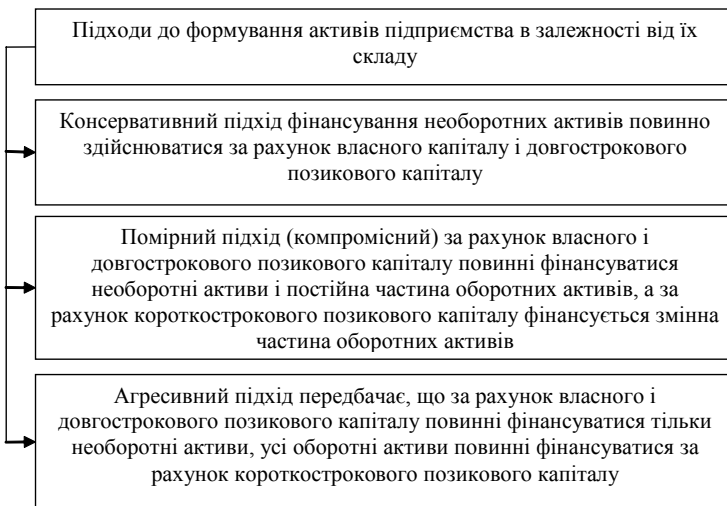 Підходи до формування активів підприємства в залежності від їх
складу
Консервативний підхід фінансування необоротних активів повинно
здійснюватися за рахунок власного капіталу і довгострокового
позикового капіталу
Помірний підхід (компромісний) за рахунок власного і
довгострокового позикового капіталу повинні фінансуватися
необоротні активи і постійна частина оборотних активів, а за
рахунок короткострокового позикового капіталу фінансується змінна
частина оборотних активів
Агресивний підхід передбачає, що за рахунок власного і
довгострокового позикового капіталу повинні фінансуватися тільки
необоротні активи, усі оборотні активи повинні фінансуватися за
рахунок короткострокового позикового капіталу